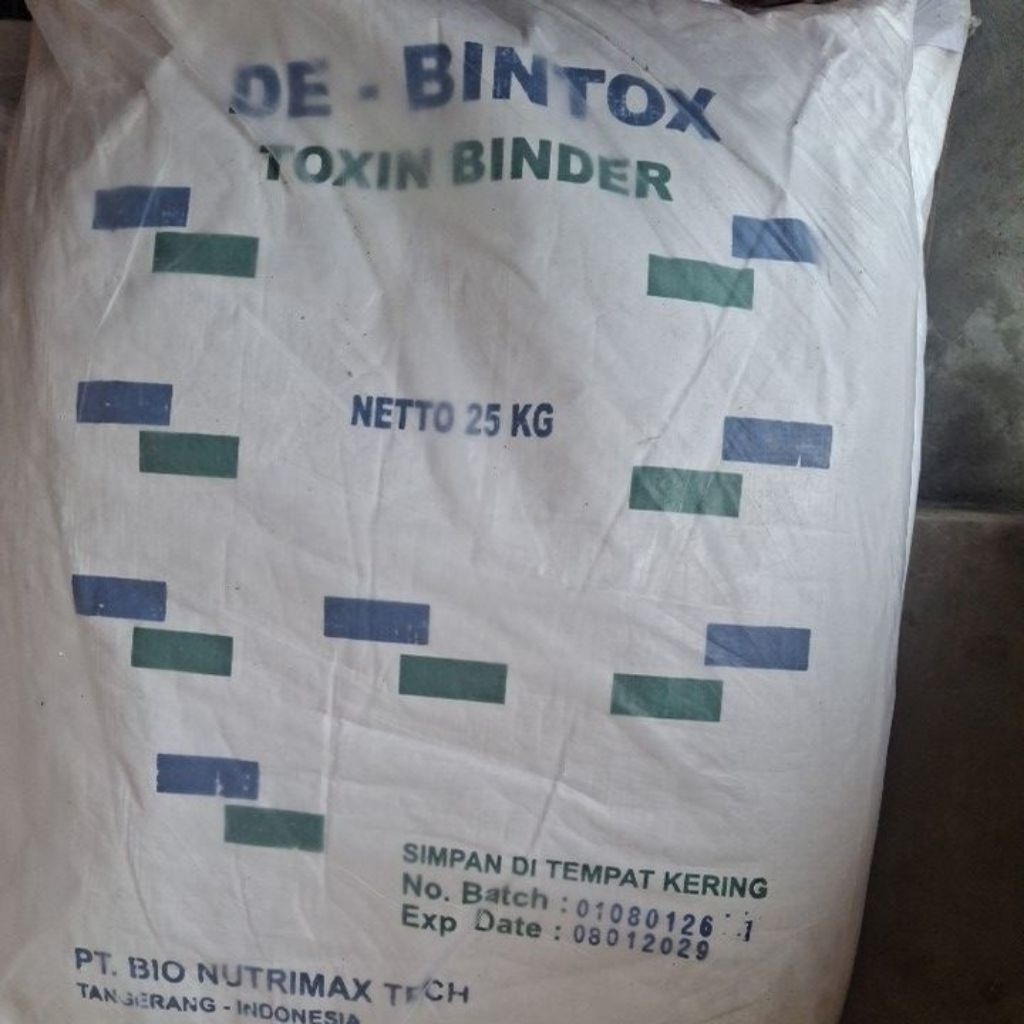 DE - BINTOX
TOXIN BINDER
NETTO 25 KG
SIMPAN DI TEMPAT KERING
No. Batch : 01080126
Exp Date : 08012029
PT. BIO NUTRIMAX TECH
TANGERANG - INDONESIA